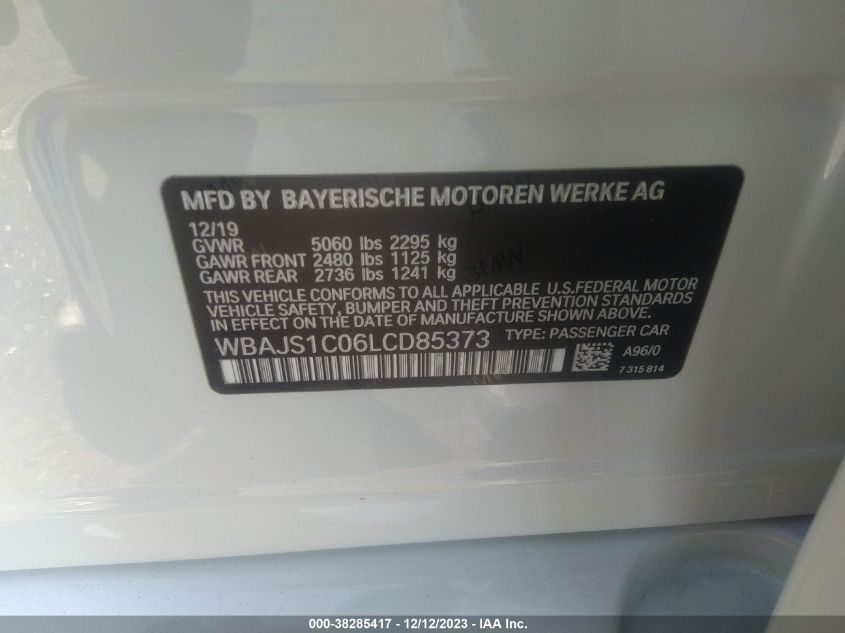 MFD BY BAYERISCHE MOTOREN WERKE AG
12/19
GVWR 5060 lbs 2295 kg
GAWR FRONT 2480 lbs 1125 kg
GAWR REAR 2736 lbs 1241 kg
BMW
THIS VEHICLE CONFORMS TO ALL APPLICABLE U.S.FEDERAL MOTOR
VEHICLE SAFETY, BUMPER AND THEFT PREVENTION STANDARDS
IN EFFECT ON THE DATE OF MANUFACTURE SHOWN ABOVE.
WBAJS1C06LCD85373 TYPE: PASSENGER CAR
A96/0
7 315 814
000-38285417 - 12/12/2023 - IAA Inc.